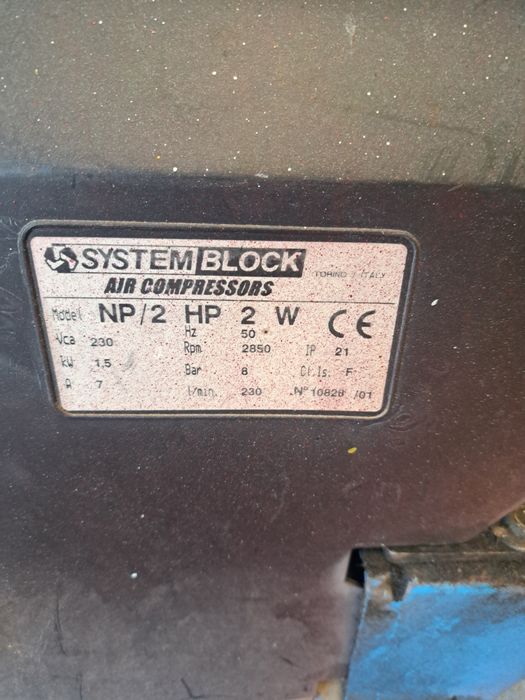 SYSTEM BLOCK
TORINO / ITALY
AIR COMPRESSORS
Model NP/2 HP 2 W CE
Vca 230 Hz 50
kW 1.5 Rpm 2850 IP 21
A 7 Bar 8 Cl.Is. F
l/min. 230 N° 10828 /01